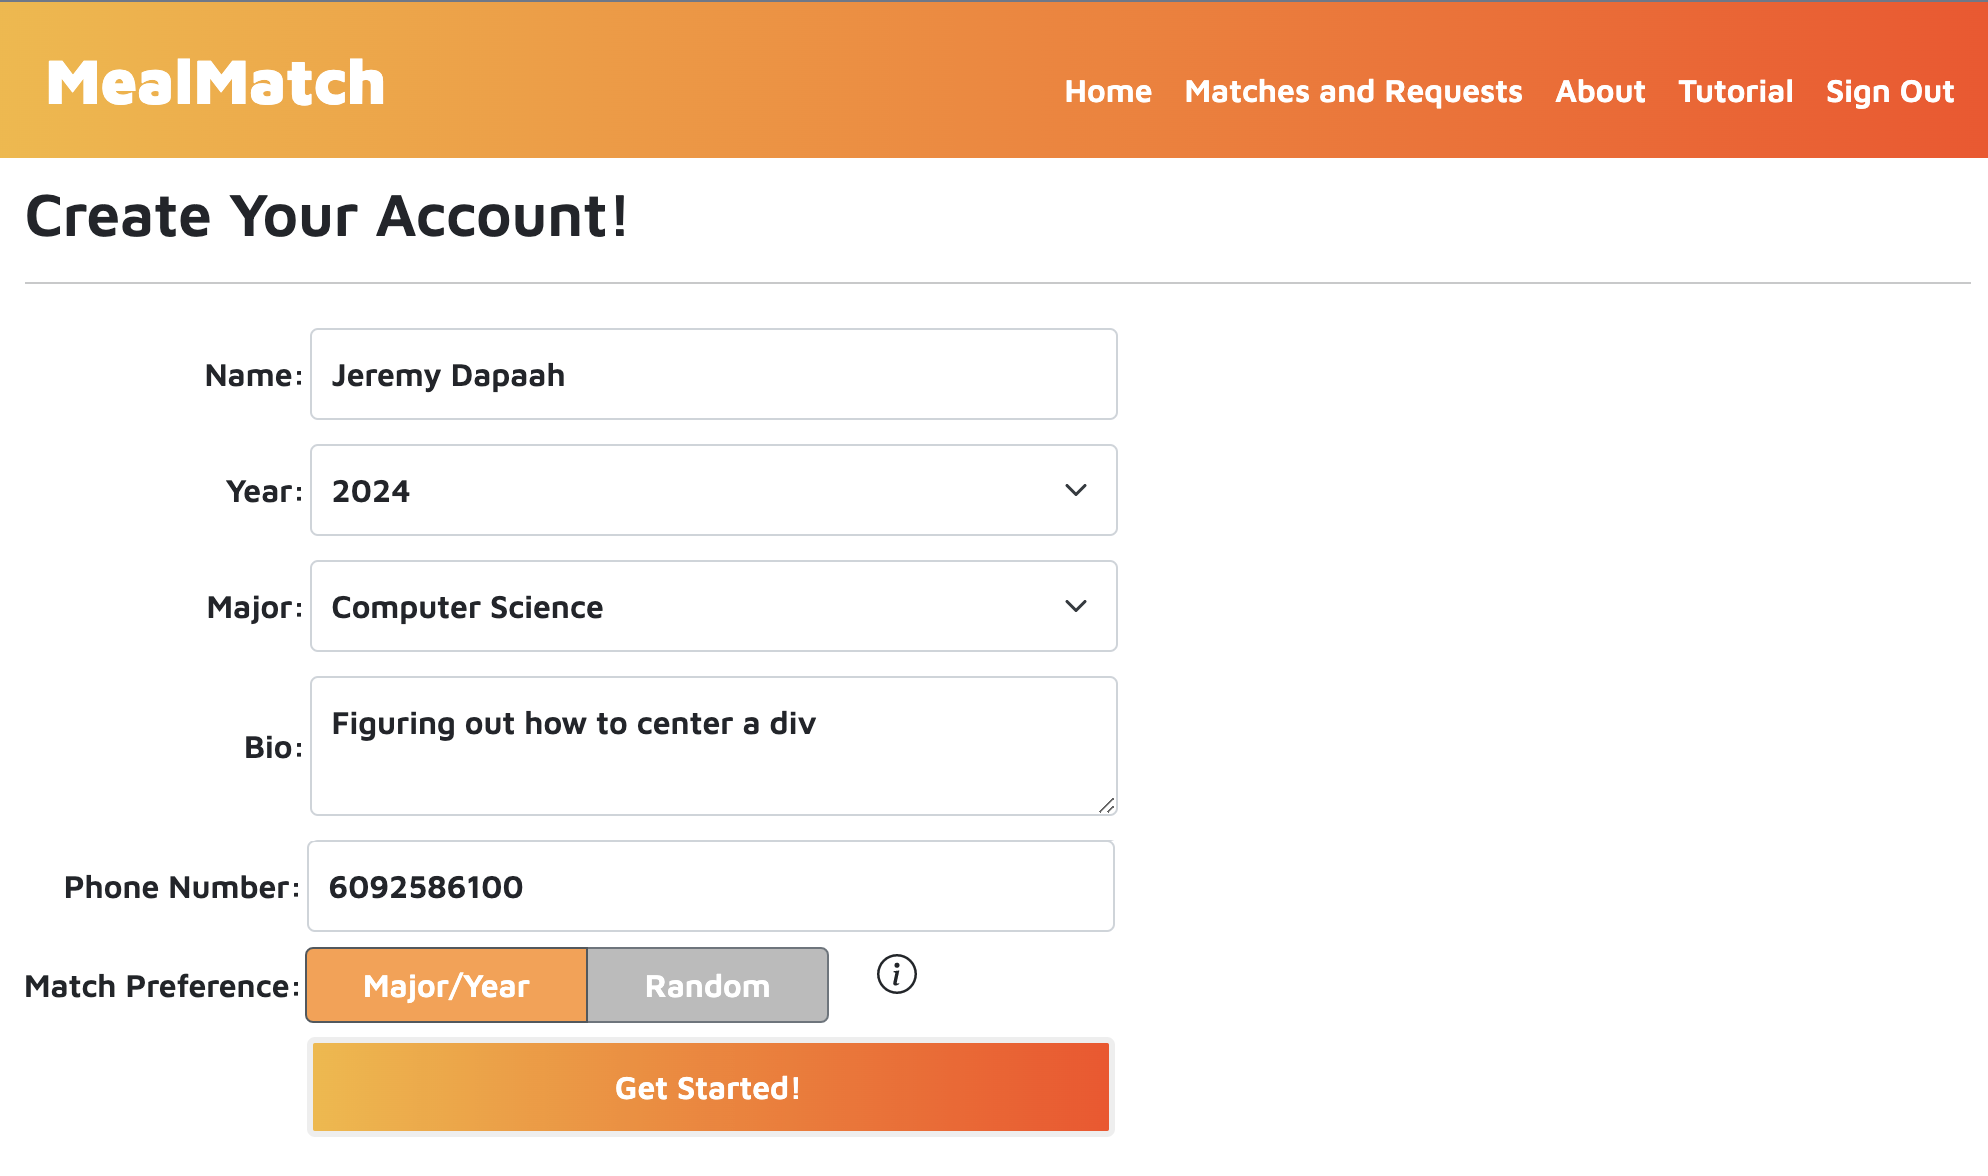 MealMatch
Home Matches and Requests About Tutorial Sign Out
Create Your Account!
Name: Jeremy Dapaah
Year: 2024
Major: Computer Science
Bio: Figuring out how to center a div
Phone Number: 6092586100
Match Preference: Major/Year Random i
Get Started!